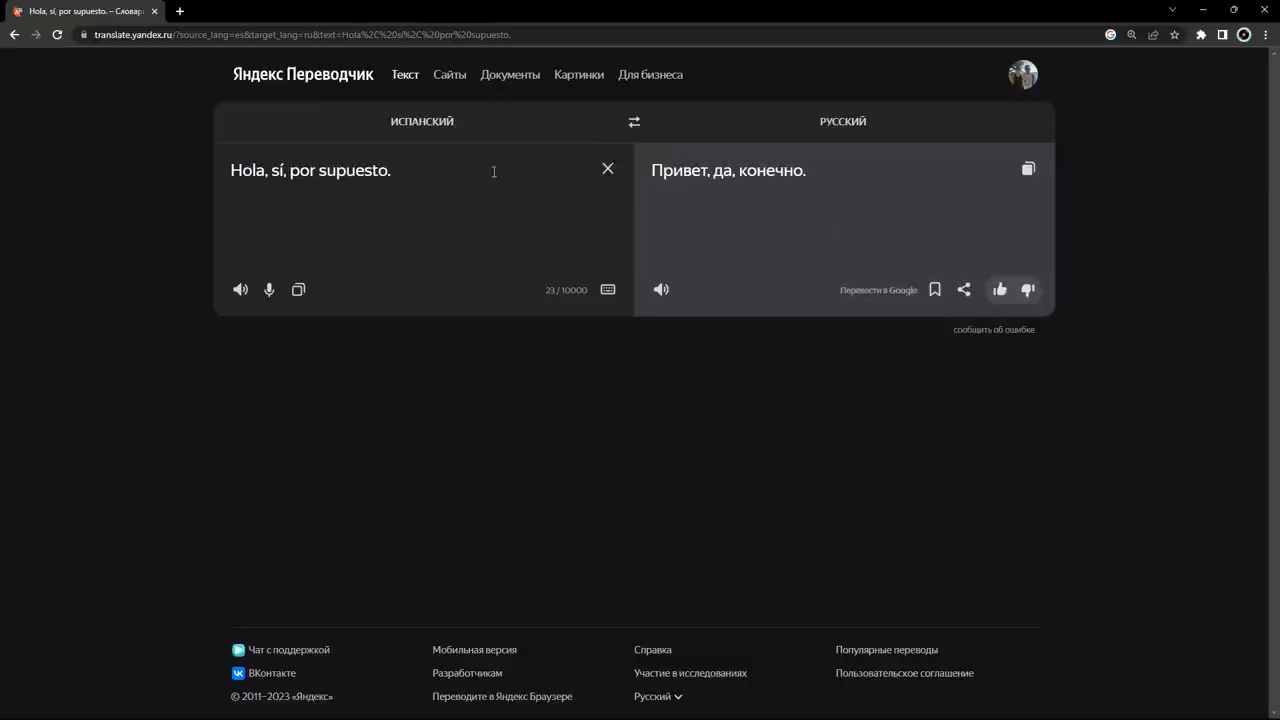 Hola, sí, por supuesto. – Словарь
translate.yandex.ru/?source_lang=es&target_lang=ru&text=Hola%2C%20sí%2C%20por%20supuesto.
Яндекс Переводчик Текст Сайты Документы Картинки Для бизнеса
ИСПАНСКИЙ РУССКИЙ
Hola, sí, por supuesto. Привет, да, конечно.
23 / 10000 Перевести в Google
сообщить об ошибке
Чат с поддержкой Мобильная версия Справка Популярные переводы
ВКонтакте Разработчикам Участие в исследованиях Пользовательское соглашение
© 2011–2023 «Яндекс» Переводите в Яндекс Браузере Русский